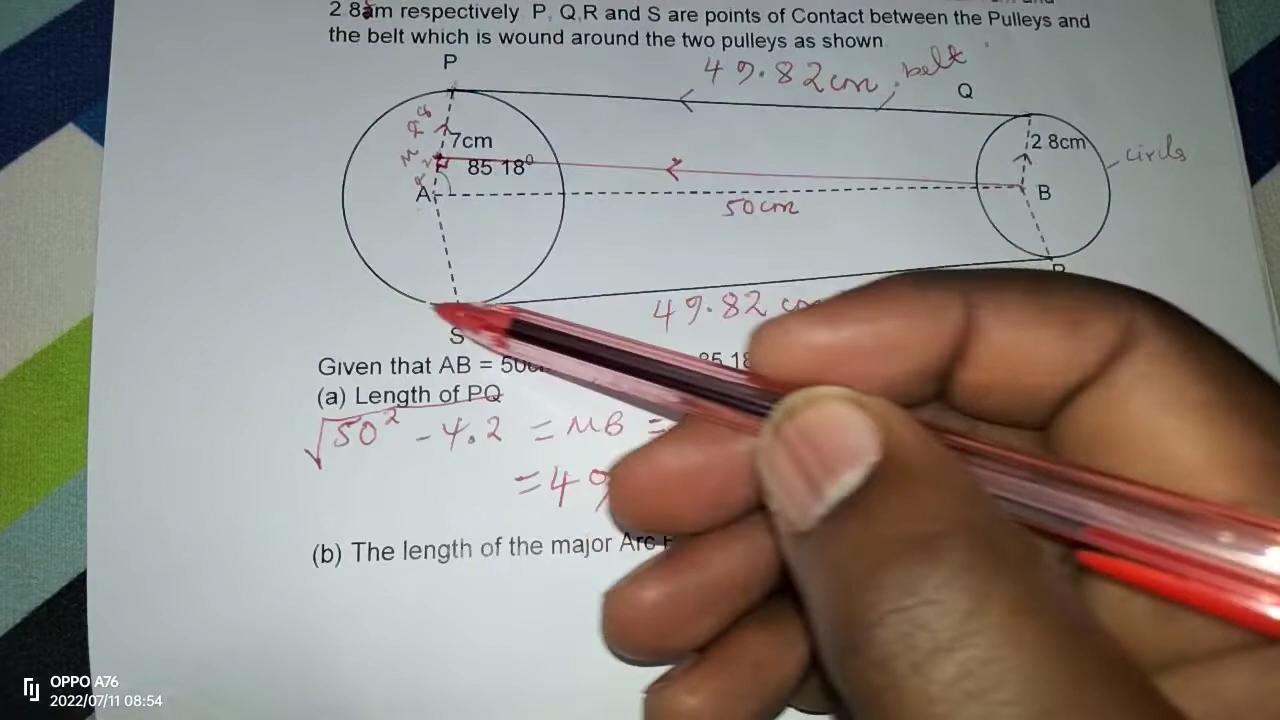 2 8am respectively P, Q,R and S are points of Contact between the Pulleys and
the belt which is wound around the two pulleys as shown
P
49.82cm, belt
Q
7cm
2 8cm
circle
M
85 18⁰
A
B
50cm
49.82 cm
S
Given that AB =
(a) Length of PQ
√50² - 4.2 = MB =
= 49
(b) The length of the major Arc
OPPO A76
2022/07/11 08:54